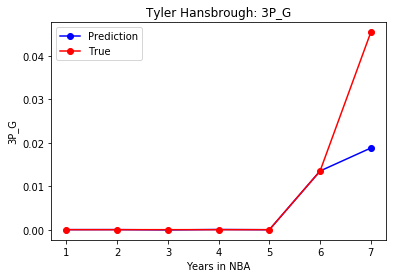 Tyler Hansbrough: 3P_G
Prediction
True
3P_G
0.04
0.03
0.02
0.01
0.00
1 2 3 4 5 6 7
Years in NBA